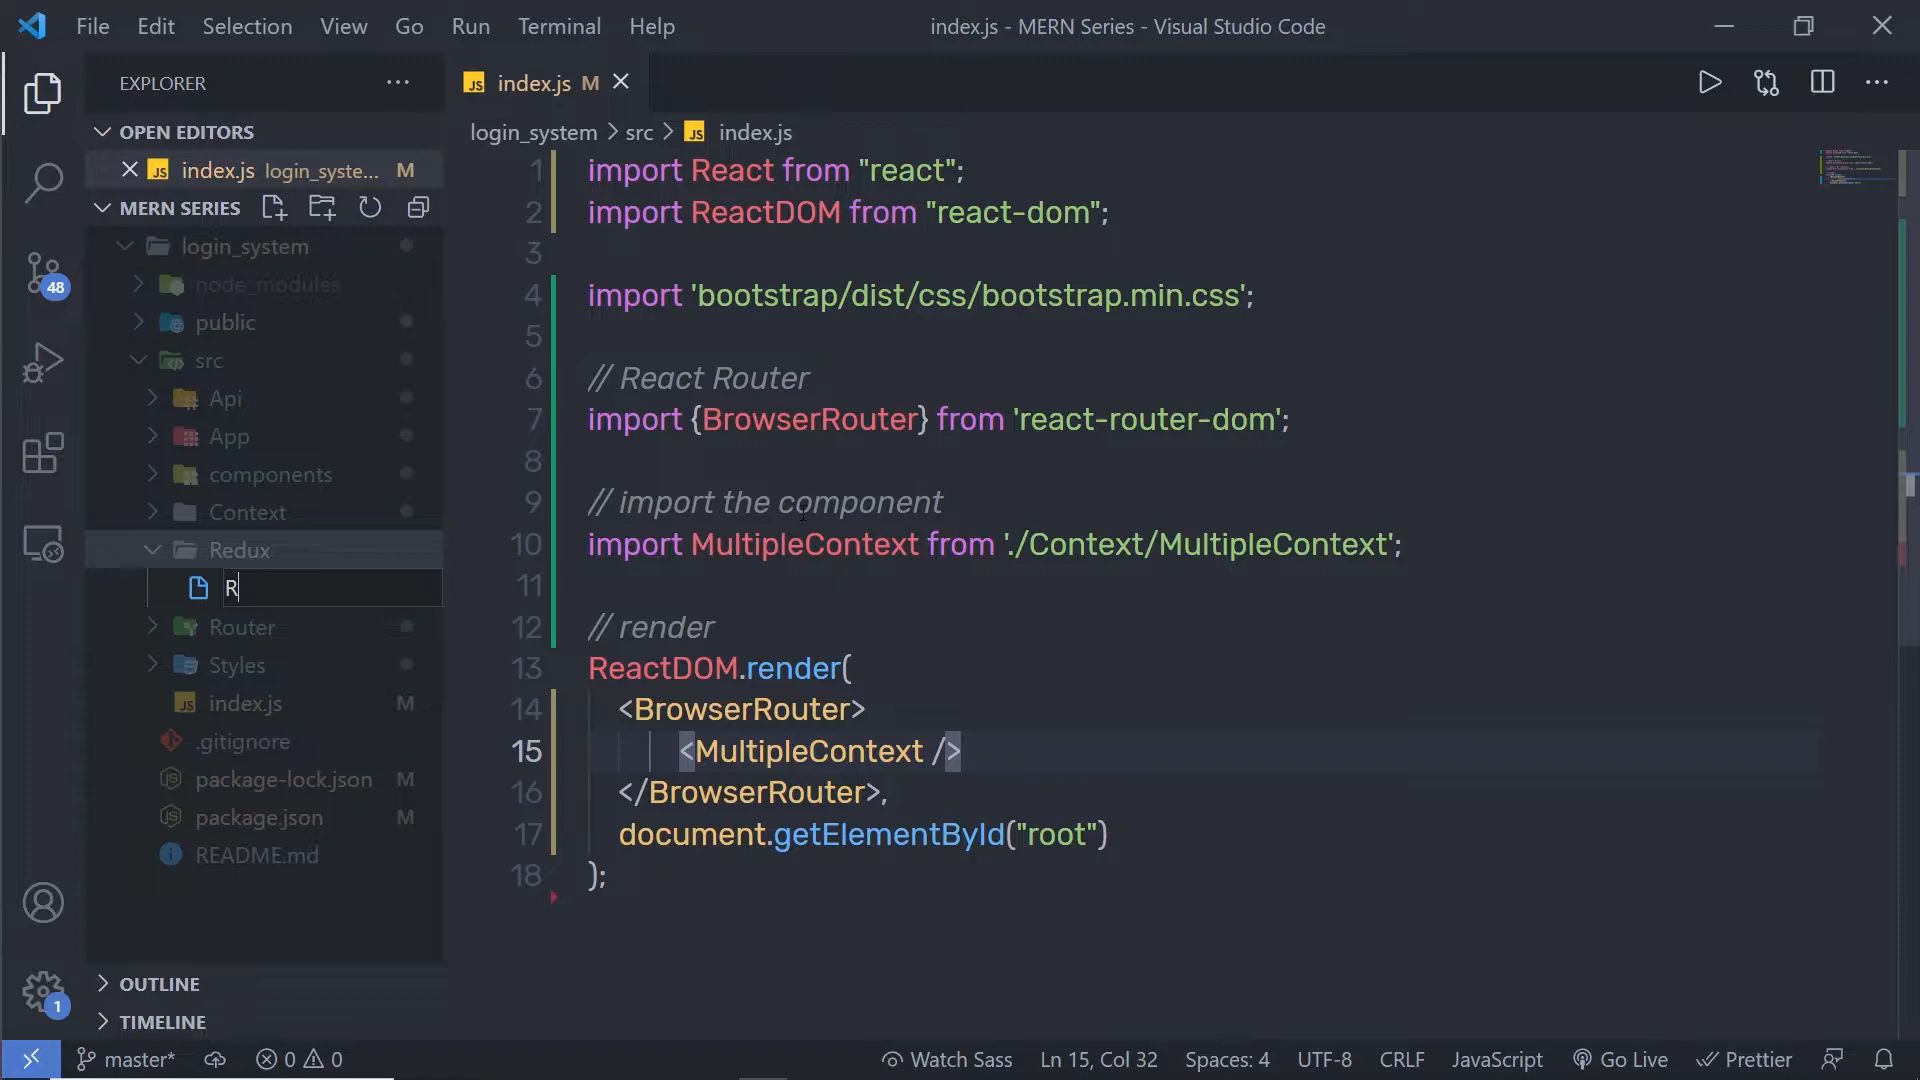 File Edit Selection View Go Run Terminal Help
index.js - MERN Series - Visual Studio Code
EXPLORER
index.js M
OPEN EDITORS
index.js login_syste... M
MERN SERIES
login_system
node_modules
public
src
Api
App
components
Context
Redux
R
Router
Styles
index.js M
.gitignore
package-lock.json M
package.json M
README.md
OUTLINE
TIMELINE
48
1
login_system > src > JS index.js
1 import React from "react";
2 import ReactDOM from "react-dom";
3
4 import 'bootstrap/dist/css/bootstrap.min.css';
5
6 // React Router
7 import {BrowserRouter} from 'react-router-dom';
8
9 // import the component
10 import MultipleContext from './Context/MultipleContext';
11
12 // render
13 ReactDOM.render(
14 <BrowserRouter>
15 <MultipleContext />
16 </BrowserRouter>,
17 document.getElementById("root")
18 );
master* 0 0 Watch Sass Ln 15, Col 32 Spaces: 4 UTF-8 CRLF JavaScript Go Live Prettier